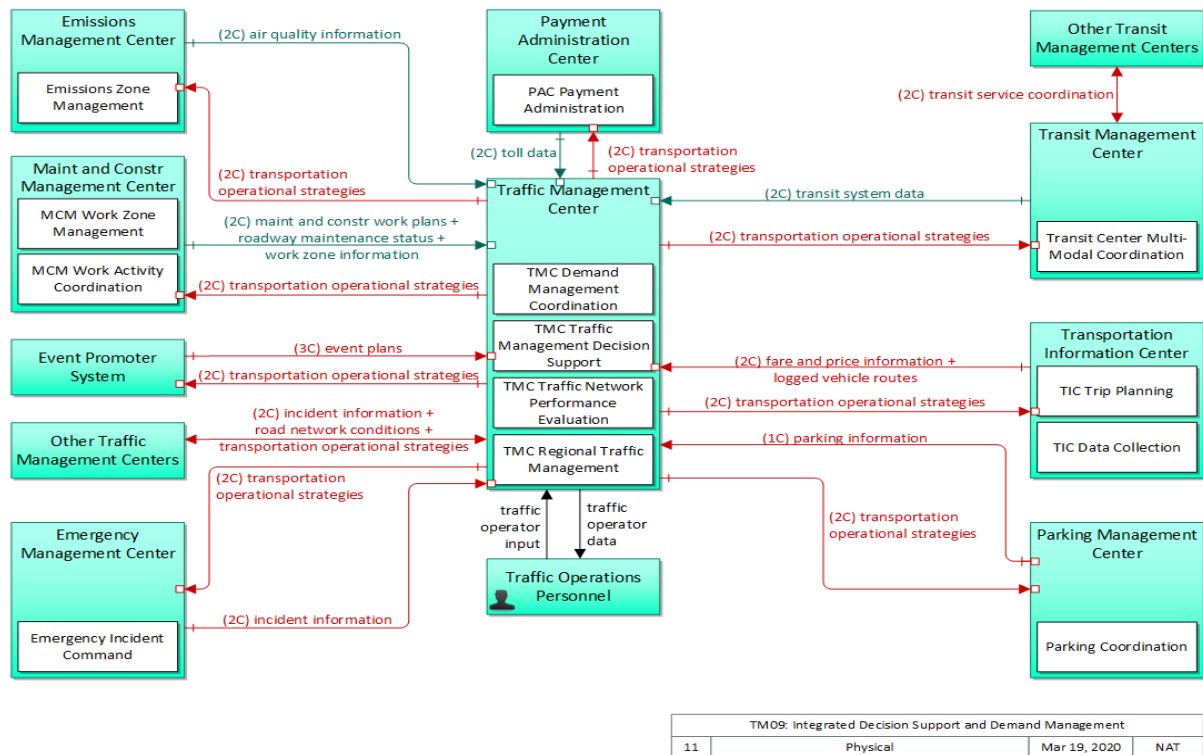 Emissions
Management Center
Emissions Zone
Management
(2C) air quality information
Payment
Administration
Center
PAC Payment
Administration
Other Transit
Management Centers
(2C) transit service coordination
Transit Management
Center
Transit Center Multi-
Modal Coordination
(2C) toll data
(2C) transportation
operational strategies
(2C) transportation
operational strategies
Maint and Constr
Management Center
MCM Work Zone
Management
MCM Work Activity
Coordination
(2C) maint and constr work plans +
roadway maintenance status +
work zone information
(2C) transportation operational strategies
Traffic Management
Center
TMC Demand
Management
Coordination
TMC Traffic
Management Decision
Support
TMC Traffic Network
Performance
Evaluation
TMC Regional Traffic
Management
(2C) transit system data
(2C) transportation operational strategies
Event Promoter
System
(3C) event plans
(2C) transportation operational strategies
Transportation
Information Center
TIC Trip Planning
TIC Data Collection
(2C) fare and price information +
logged vehicle routes
(2C) transportation operational strategies
Other Traffic
Management Centers
(2C) incident information +
road network conditions +
transportation operational strategies
(1C) parking information
(2C) transportation
operational strategies
(2C) transportation
operational strategies
Emergency
Management Center
Emergency Incident
Command
(2C) incident information
traffic
operator
input
traffic
operator
data
Traffic Operations
Personnel
Parking Management
Center
Parking Coordination
TM09: Integrated Decision Support and Demand Management
11 Physical Mar 19, 2020 NAT